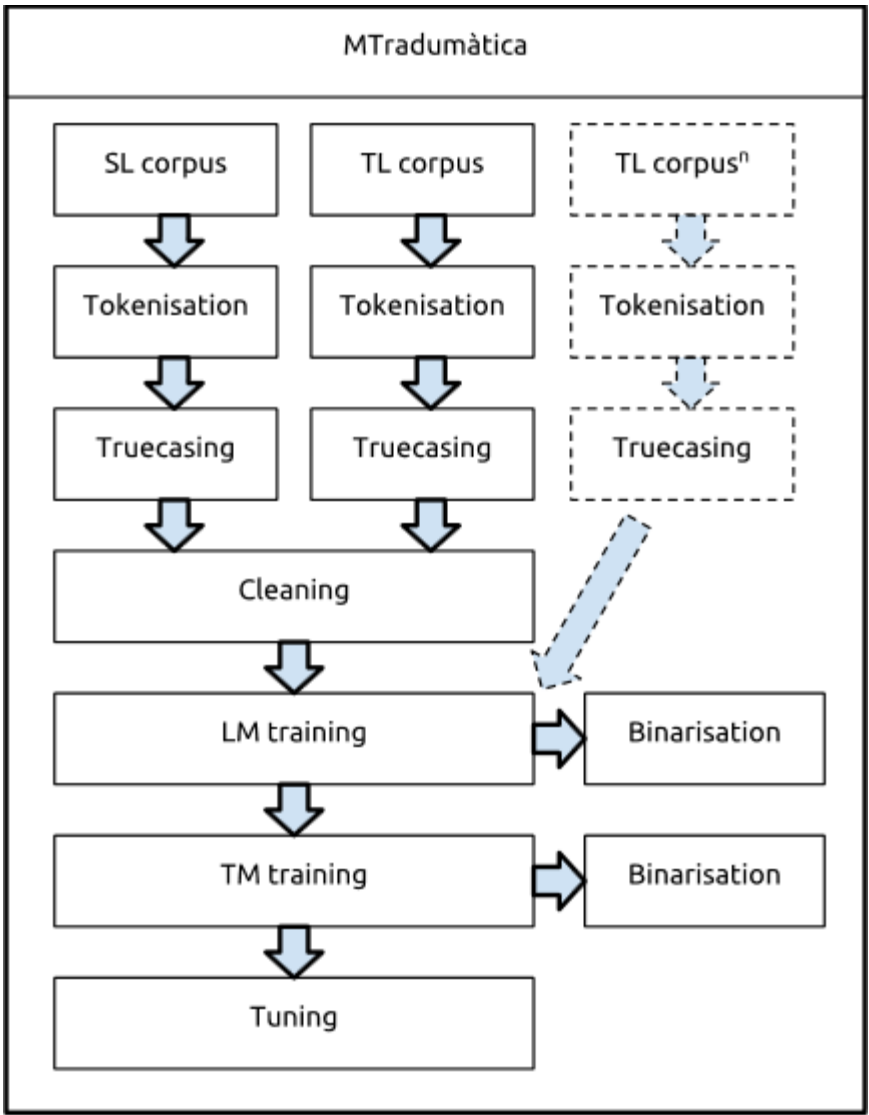 MTradumàtica
SL corpus
TL corpus
TL corpusⁿ
Tokenisation
Tokenisation
Tokenisation
Truecasing
Truecasing
Truecasing
Cleaning
LM training
Binarisation
TM training
Binarisation
Tuning